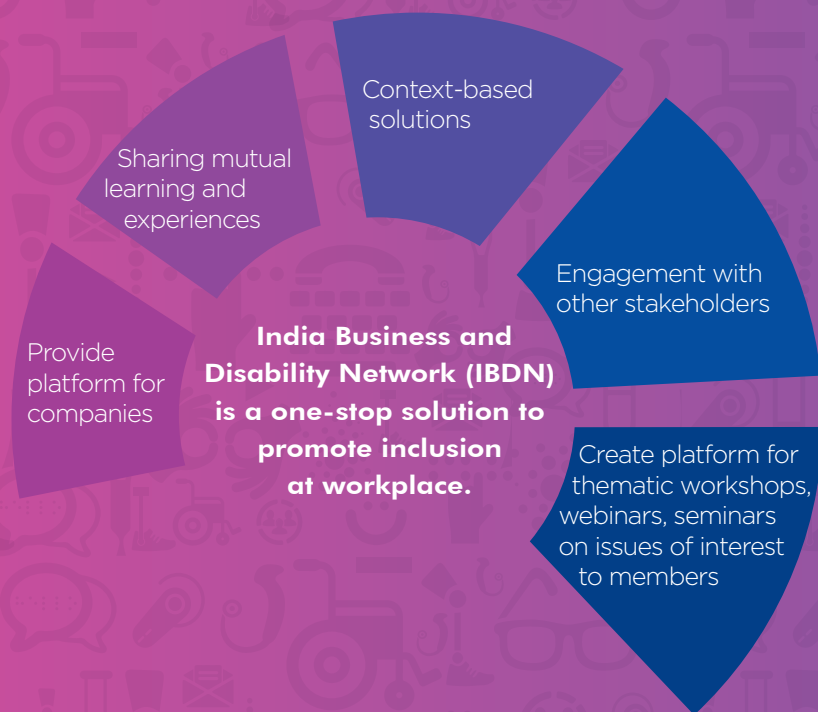 Provide
platform for
companies
Sharing mutual
learning and
experiences
Context-based
solutions
Engagement with
other stakeholders
Create platform for
thematic workshops,
webinars, seminars
on issues of interest
to members
India Business and
Disability Network (IBDN)
is a one-stop solution to
promote inclusion
at workplace.